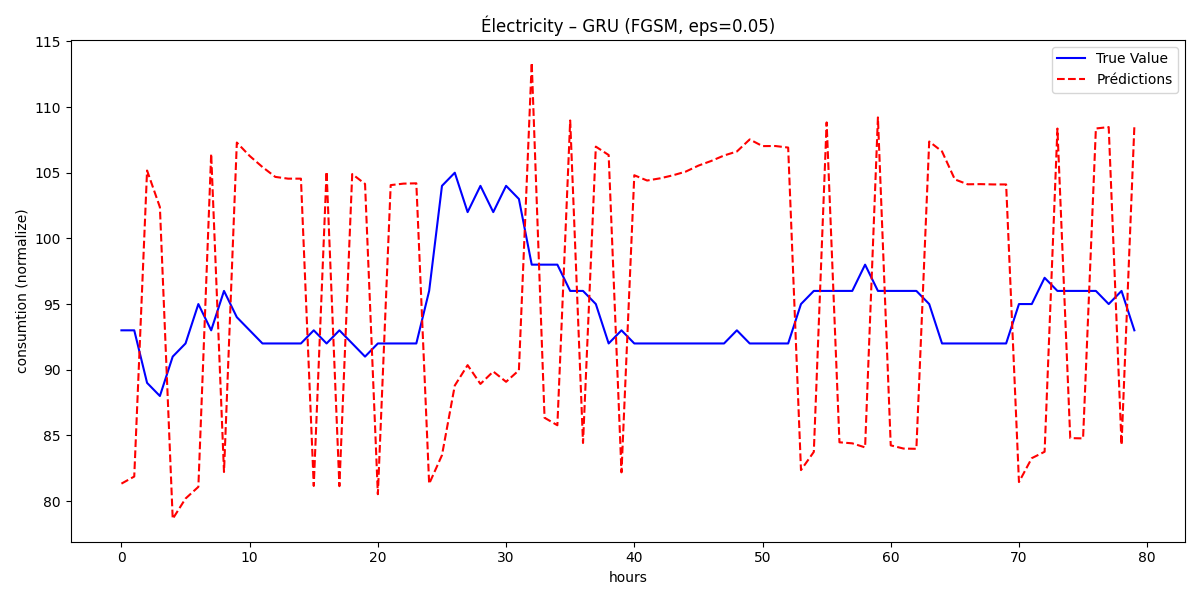 Électricity – GRU (FGSM, eps=0.05)
True Value
Prédictions
consumtion (normalize)
115
110
105
100
95
90
85
80
0 10 20 30 40 50 60 70 80
hours